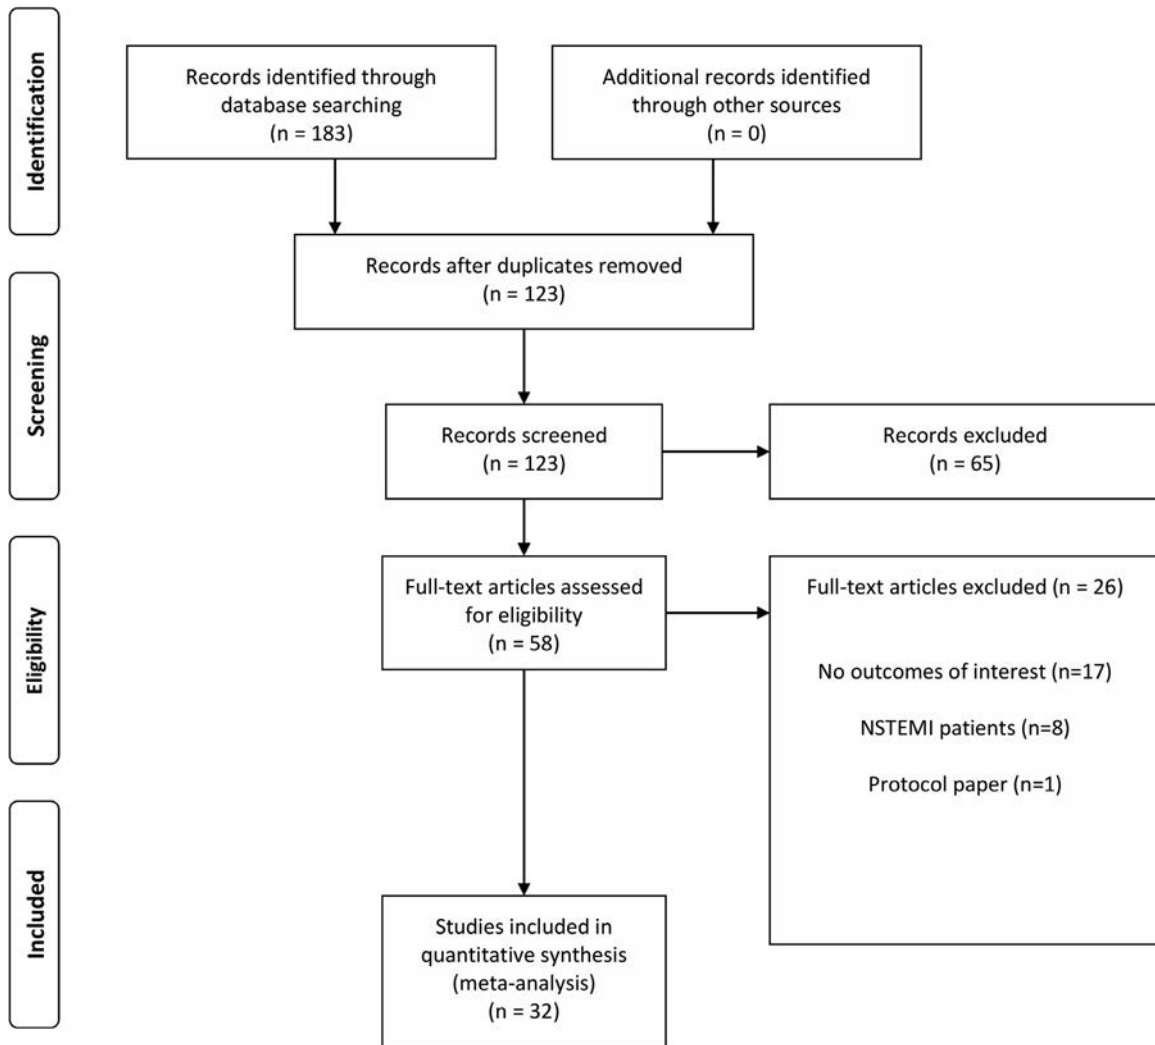 Identification
Records identified through
database searching
(n = 183)
Additional records identified
through other sources
(n = 0)
Records after duplicates removed
(n = 123)
Screening
Records screened
(n = 123)
Records excluded
(n = 65)
Eligibility
Full-text articles assessed
for eligibility
(n = 58)
Full-text articles excluded (n = 26)
No outcomes of interest (n=17)
NSTEMI patients (n=8)
Protocol paper (n=1)
Included
Studies included in
quantitative synthesis
(meta-analysis)
(n = 32)